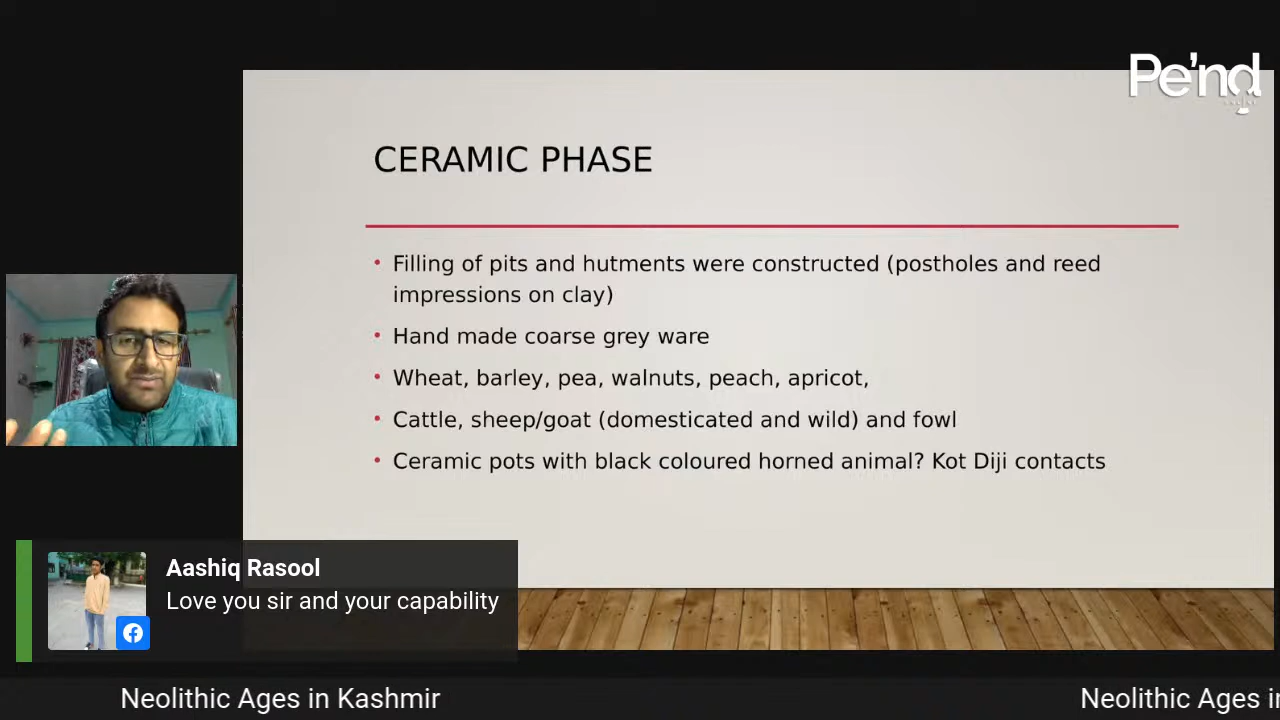 Pe'nd
CERAMIC PHASE
• Filling of pits and hutments were constructed (postholes and reed
impressions on clay)
• Hand made coarse grey ware
• Wheat, barley, pea, walnuts, peach, apricot,
• Cattle, sheep/goat (domesticated and wild) and fowl
• Ceramic pots with black coloured horned animal? Kot Diji contacts
Aashiq Rasool
Love you sir and your capability
Neolithic Ages in Kashmir
Neolithic Ages in